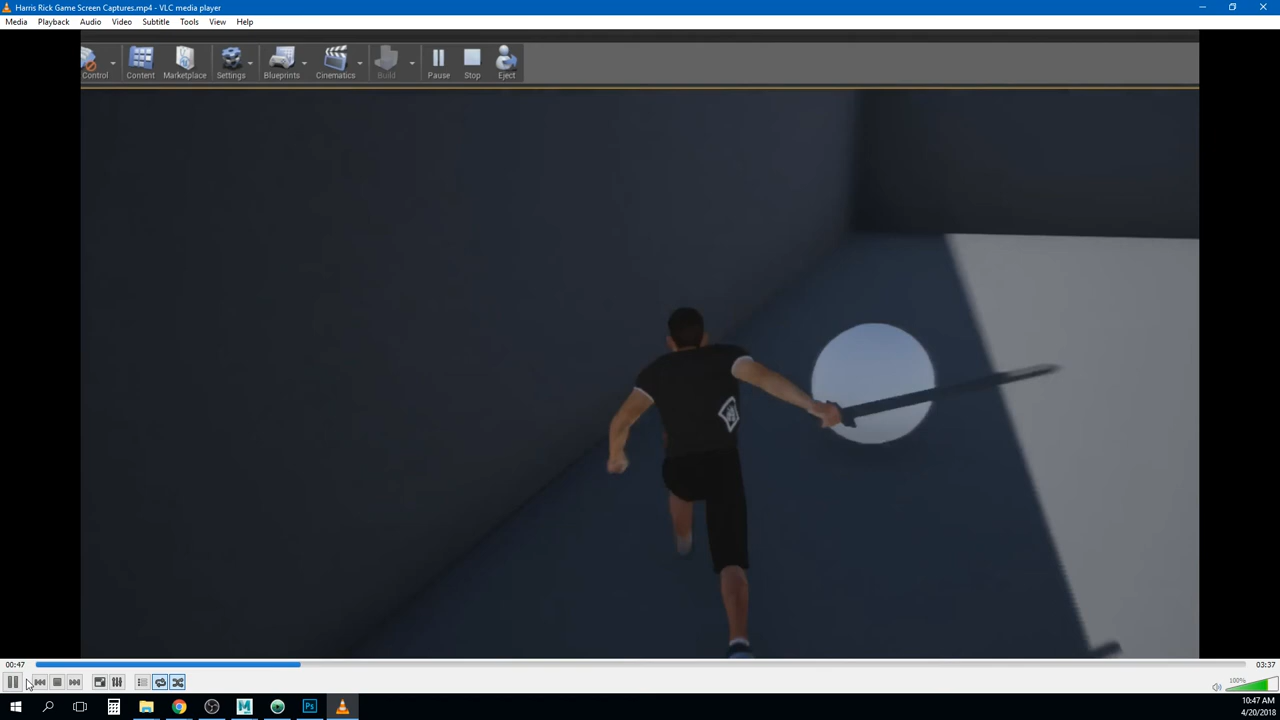 Harris Rick Game Screen Captures.mp4 - VLC media player
Media Playback Audio Video Subtitle Tools View Help
Control Content Marketplace Settings Blueprints Cinematics Build Pause Stop Eject
00:47 03:37
100%
10:47 AM
4/20/2018